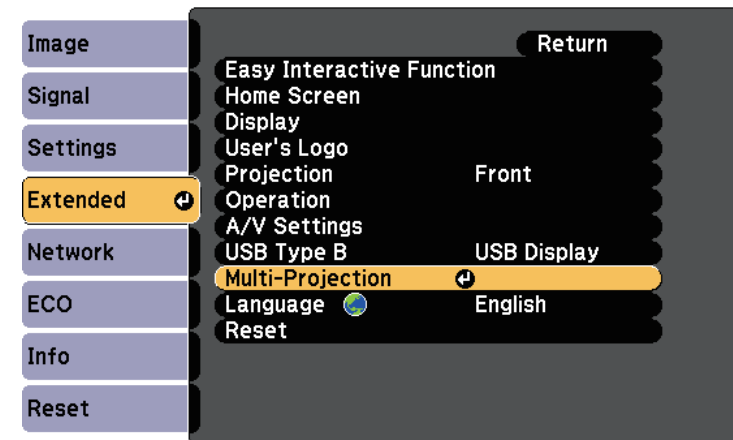 Image
Signal
Settings
Extended
Network
ECO
Info
Reset
Return
Easy Interactive Function
Home Screen
Display
User's Logo
Projection Front
Operation
A/V Settings
USB Type B USB Display
Multi-Projection
Language English
Reset